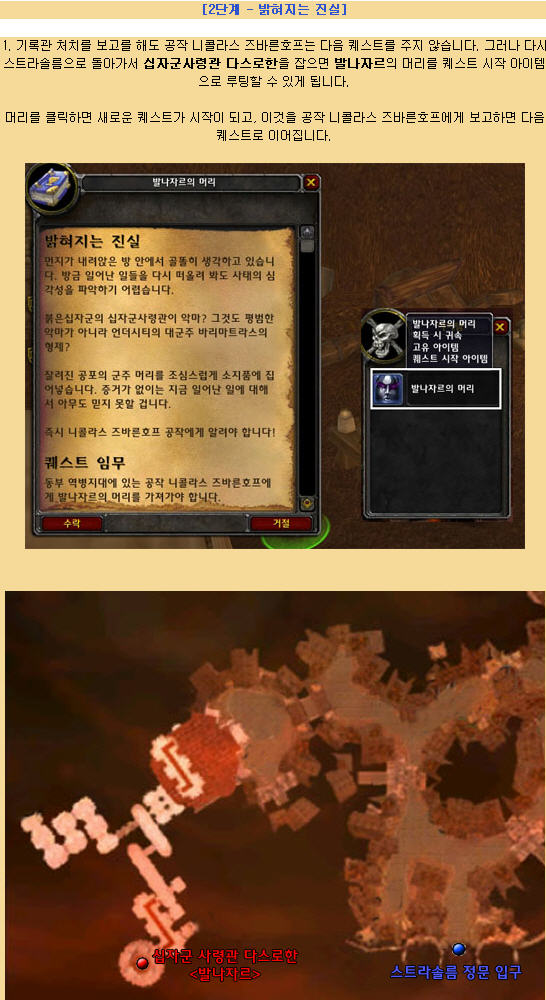 [2단계 - 밝혀지는 진실]
1. 기록관 처치를 보고를 해도 공작 니콜라스 즈바른호프는 다음 퀘스트를 주지 않습니다. 그러나 다시
스트라솔름으로 돌아가서 십자군사령관 다스로한을 잡으면 발나자르의 머리를 퀘스트 시작 아이템
으로 루팅할 수 있게 됩니다.
머리를 클릭하면 새로운 퀘스트가 시작이 되고, 이것을 공작 니콜라스 즈바른호프에게 보고하면 다음
퀘스트로 이어집니다.
발나자르의 머리
밝혀지는 진실
먼지가 내려앉은 방 안에서 골똘히 생각하고 있습니
다. 방금 일어난 일들을 다시 떠올려 봐도 사태의 심
각성을 파악하기 어렵습니다.
붉은십자군의 십자군사령관이 악마? 그것도 평범한
악마가 아니라 언더시티의 대군주 바리마트라스의
형제?
잘려진 공포의 군주 머리를 조심스럽게 소지품에 집
어넣습니다. 증거가 없이는 지금 일어난 일에 대해
서 아무도 믿지 못할 겁니다.
즉시 니콜라스 즈바른호프 공작에게 알려야 합니다!
퀘스트 임무
동부 역병지대에 있는 공작 니콜라스 즈바른호프에
게 발나자르의 머리를 가져가야 합니다.
수락
거절
발나자르의 머리
획득 시 귀속
고유 아이템
퀘스트 시작 아이템
발나자르의 머리
십자군 사령관 다스로한
<발나자르>
스트라솔름 정문 입구